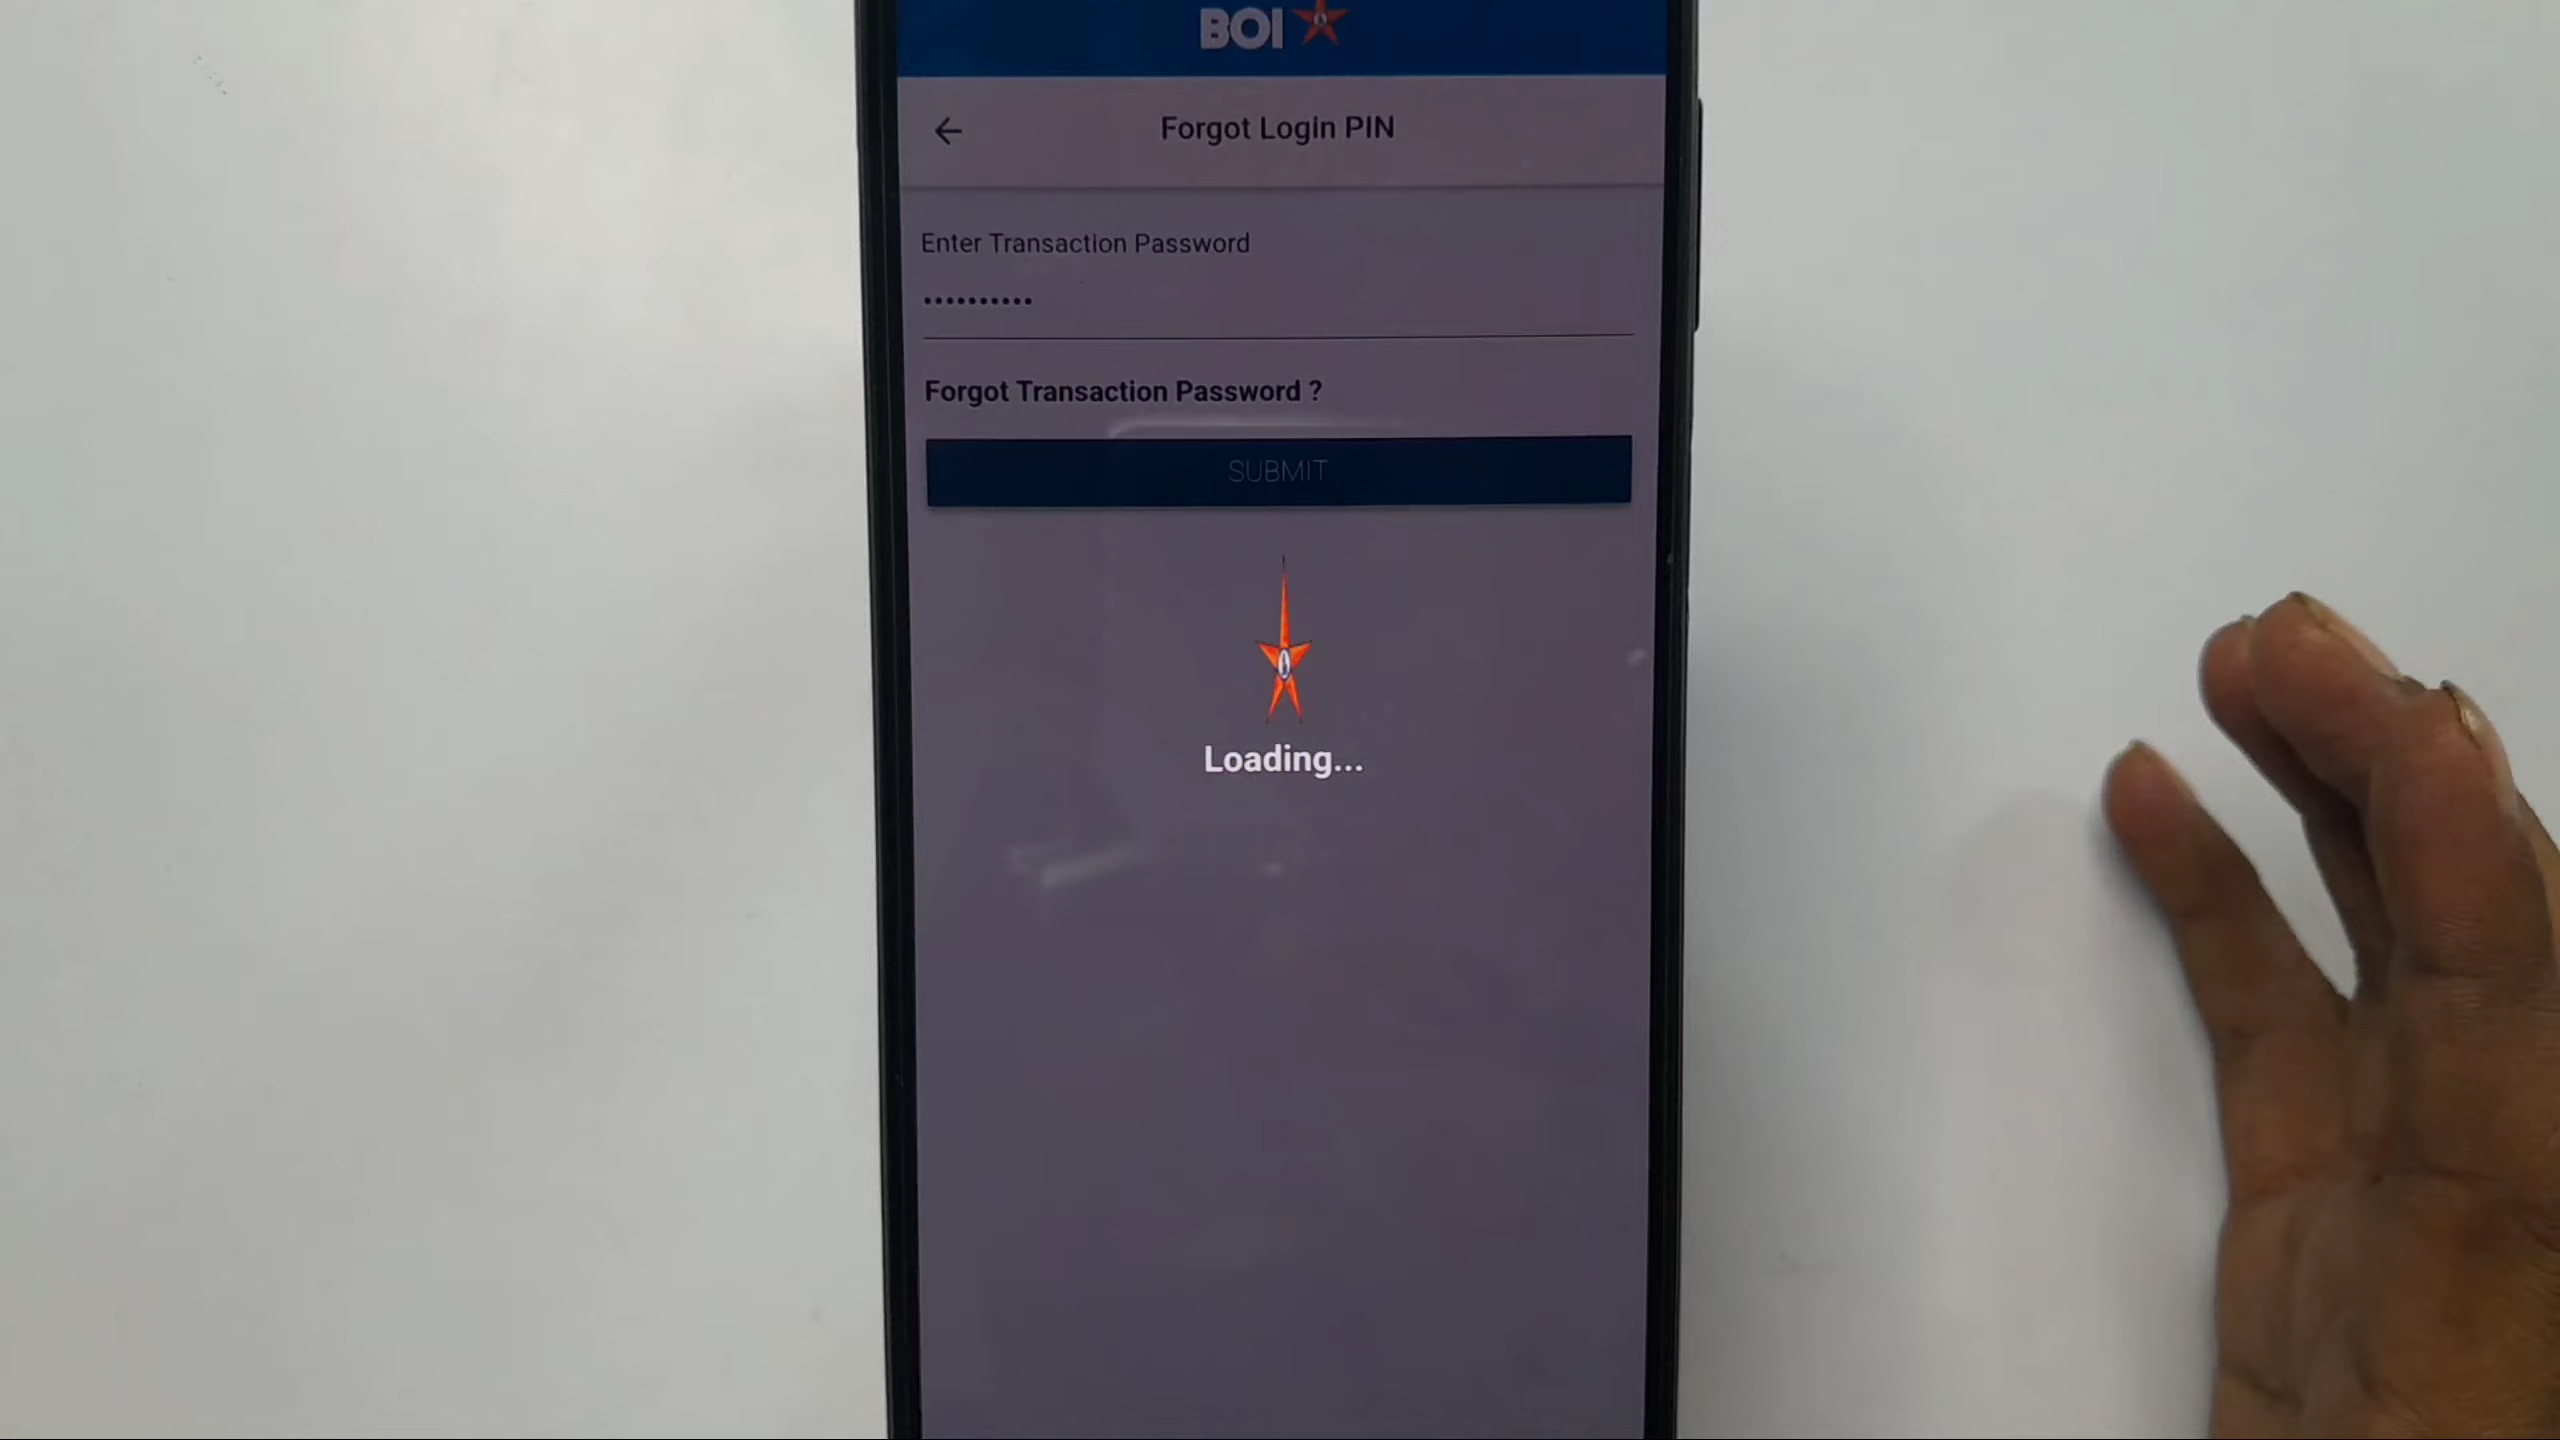 BOI
Forgot Login PIN
Enter Transaction Password
••••••••••
Forgot Transaction Password ?
SUBMIT
Loading...